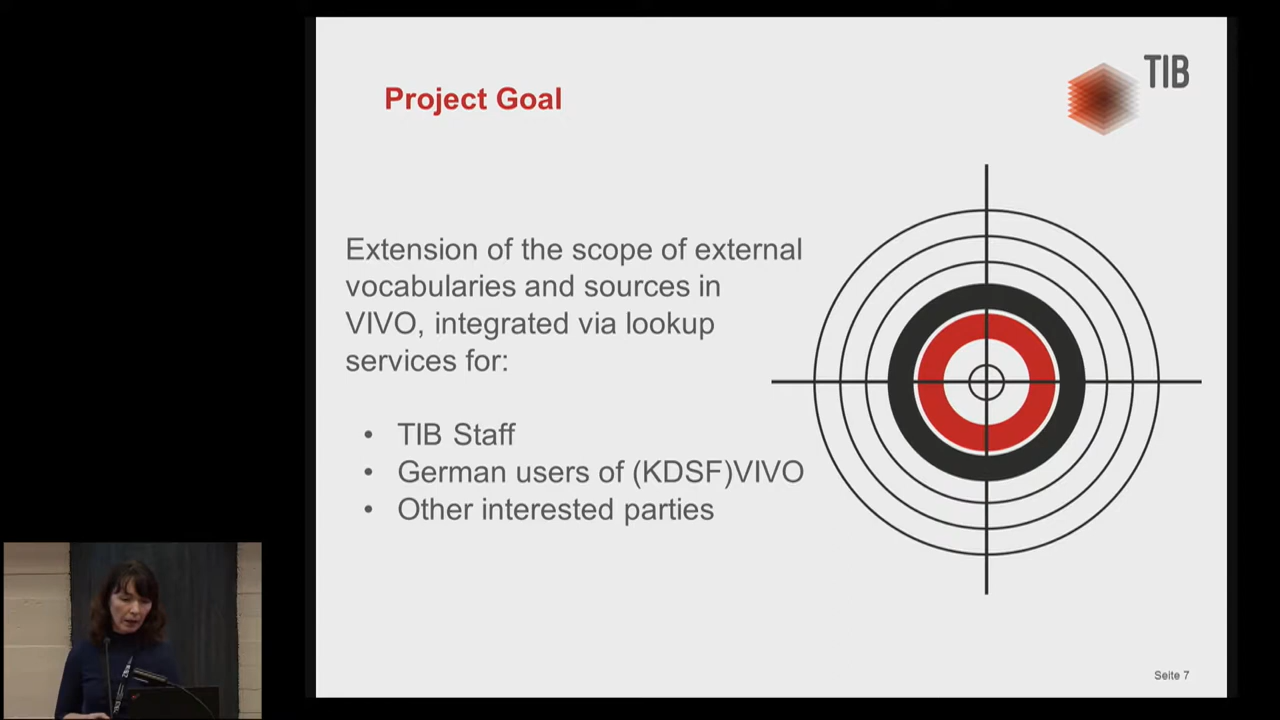 TIB
Project Goal
Extension of the scope of external
vocabularies and sources in
VIVO, integrated via lookup
services for:
• TIB Staff
• German users of (KDSF)VIVO
• Other interested parties
Seite 7